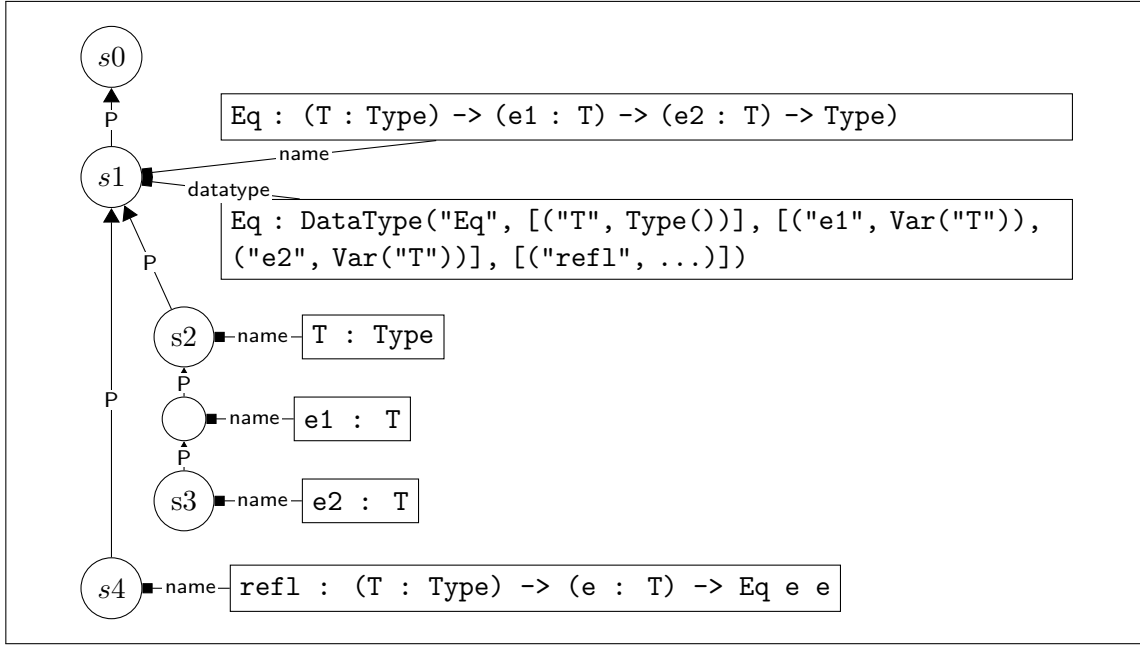 s0
P
Eq : (T : Type) -> (e1 : T) -> (e2 : T) -> Type)
name
s1
datatype
Eq : DataType("Eq", [("T", Type())], [("e1", Var("T")),
("e2", Var("T"))], [("refl", ...)])
P
s2 name T : Type
P
P
name e1 : T
P
s3 name e2 : T
s4 name refl : (T : Type) -> (e : T) -> Eq e e